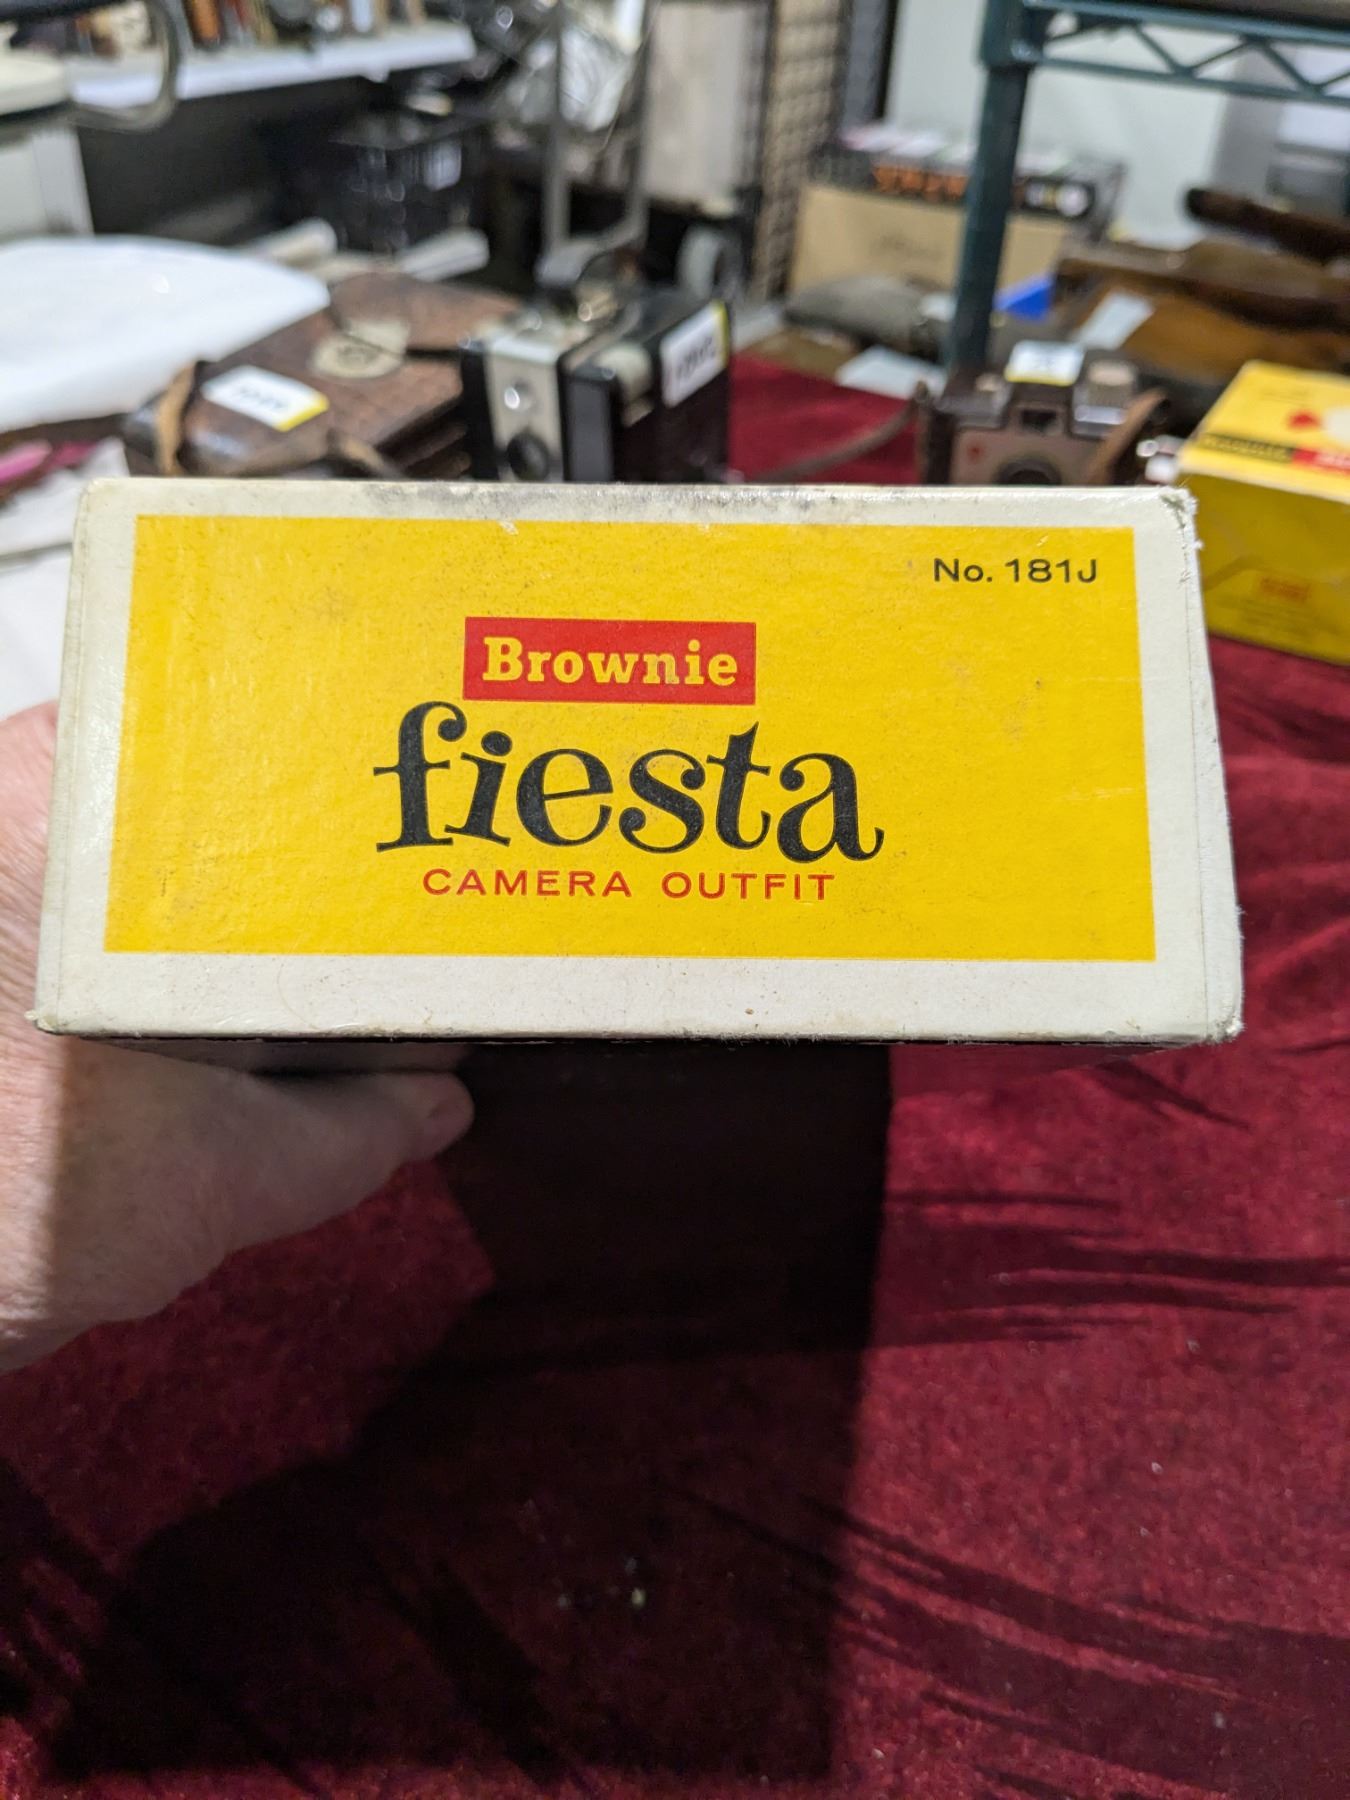 No. 181J
Brownie
fiesta
CAMERA OUTFIT